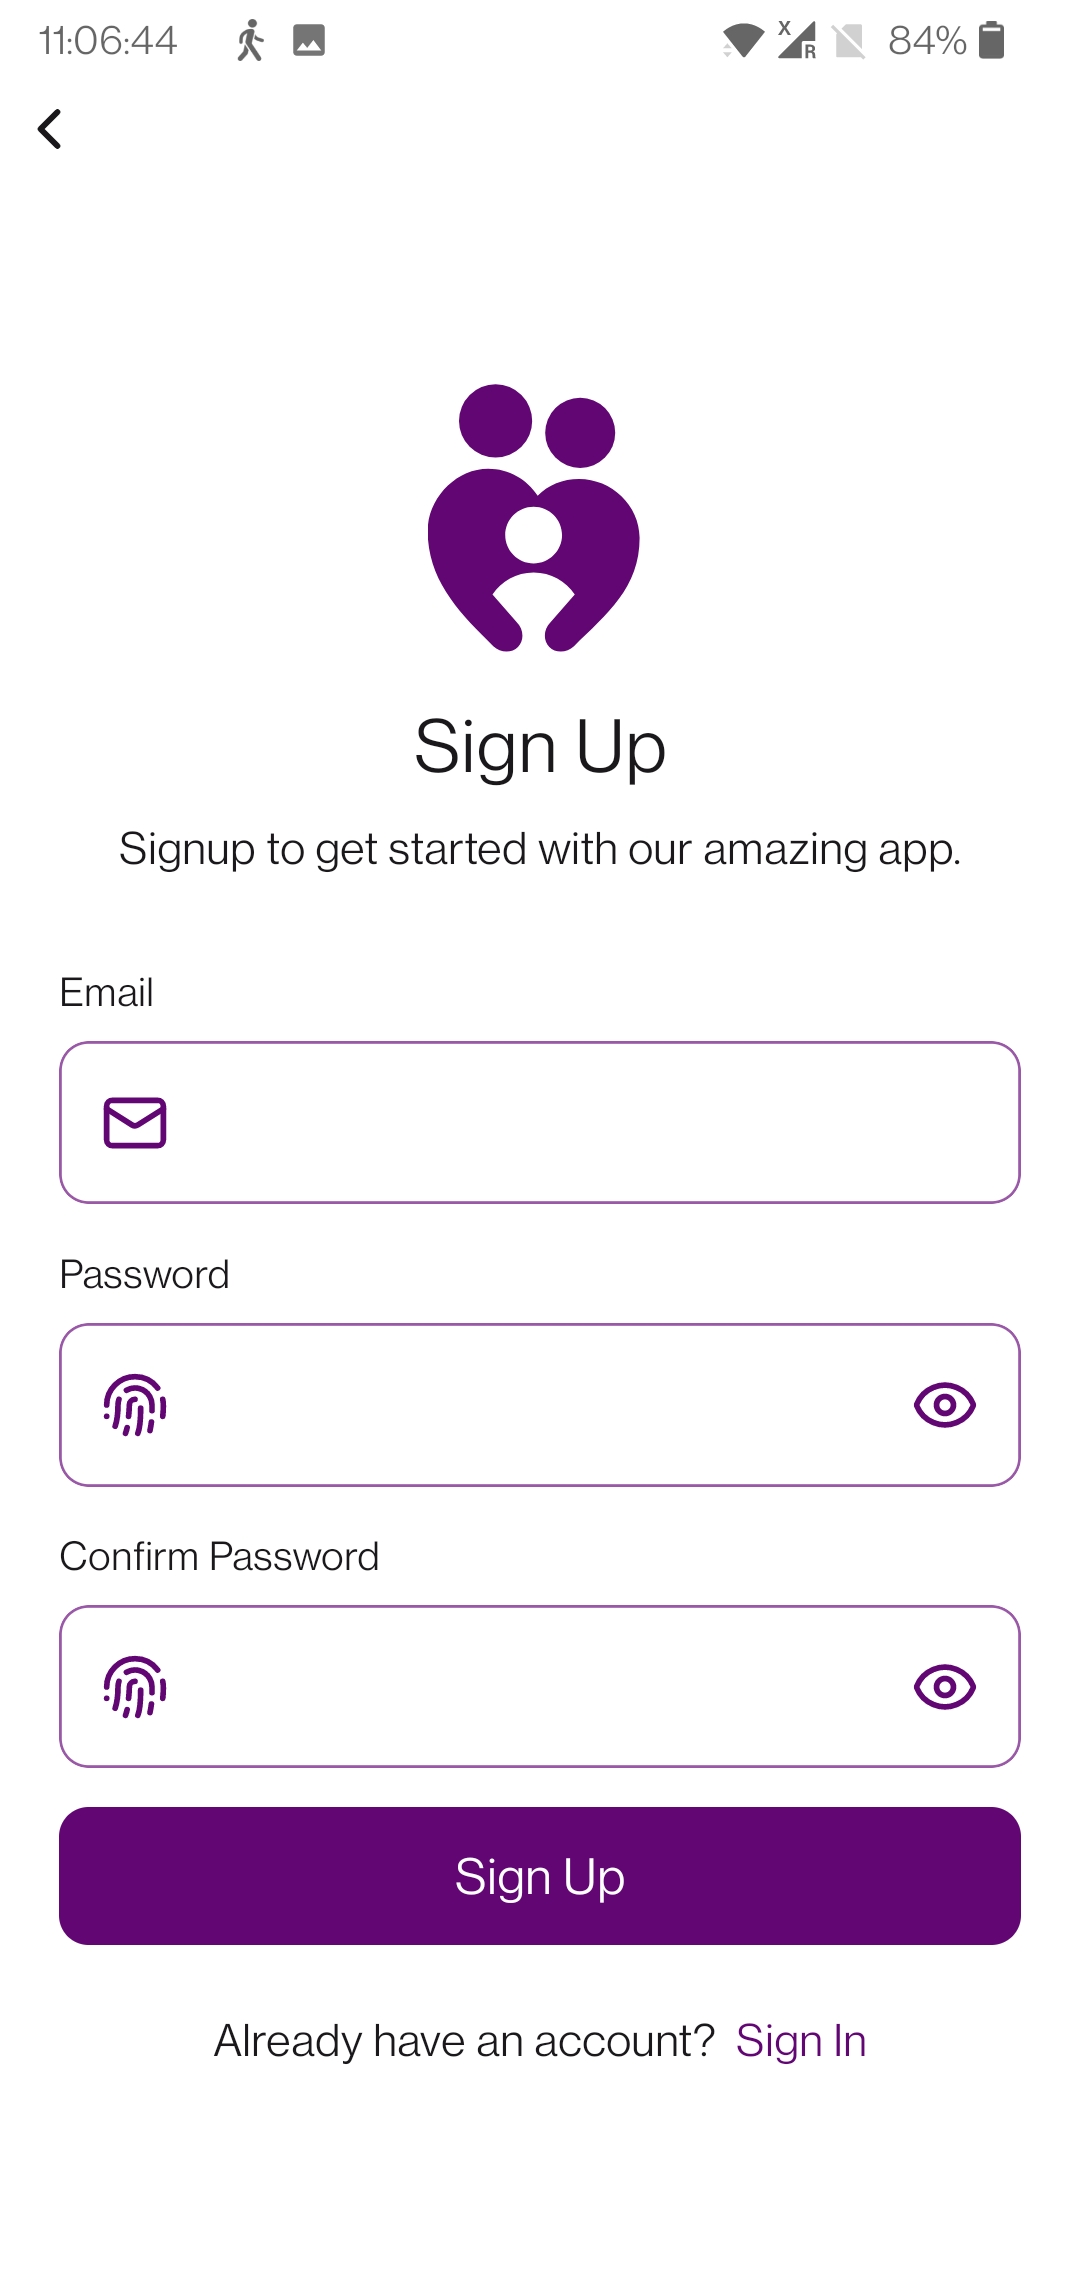 11:06:44 X R 84%
Sign Up
Signup to get started with our amazing app.
Email
Password
Confirm Password
Sign Up
Already have an account? Sign In